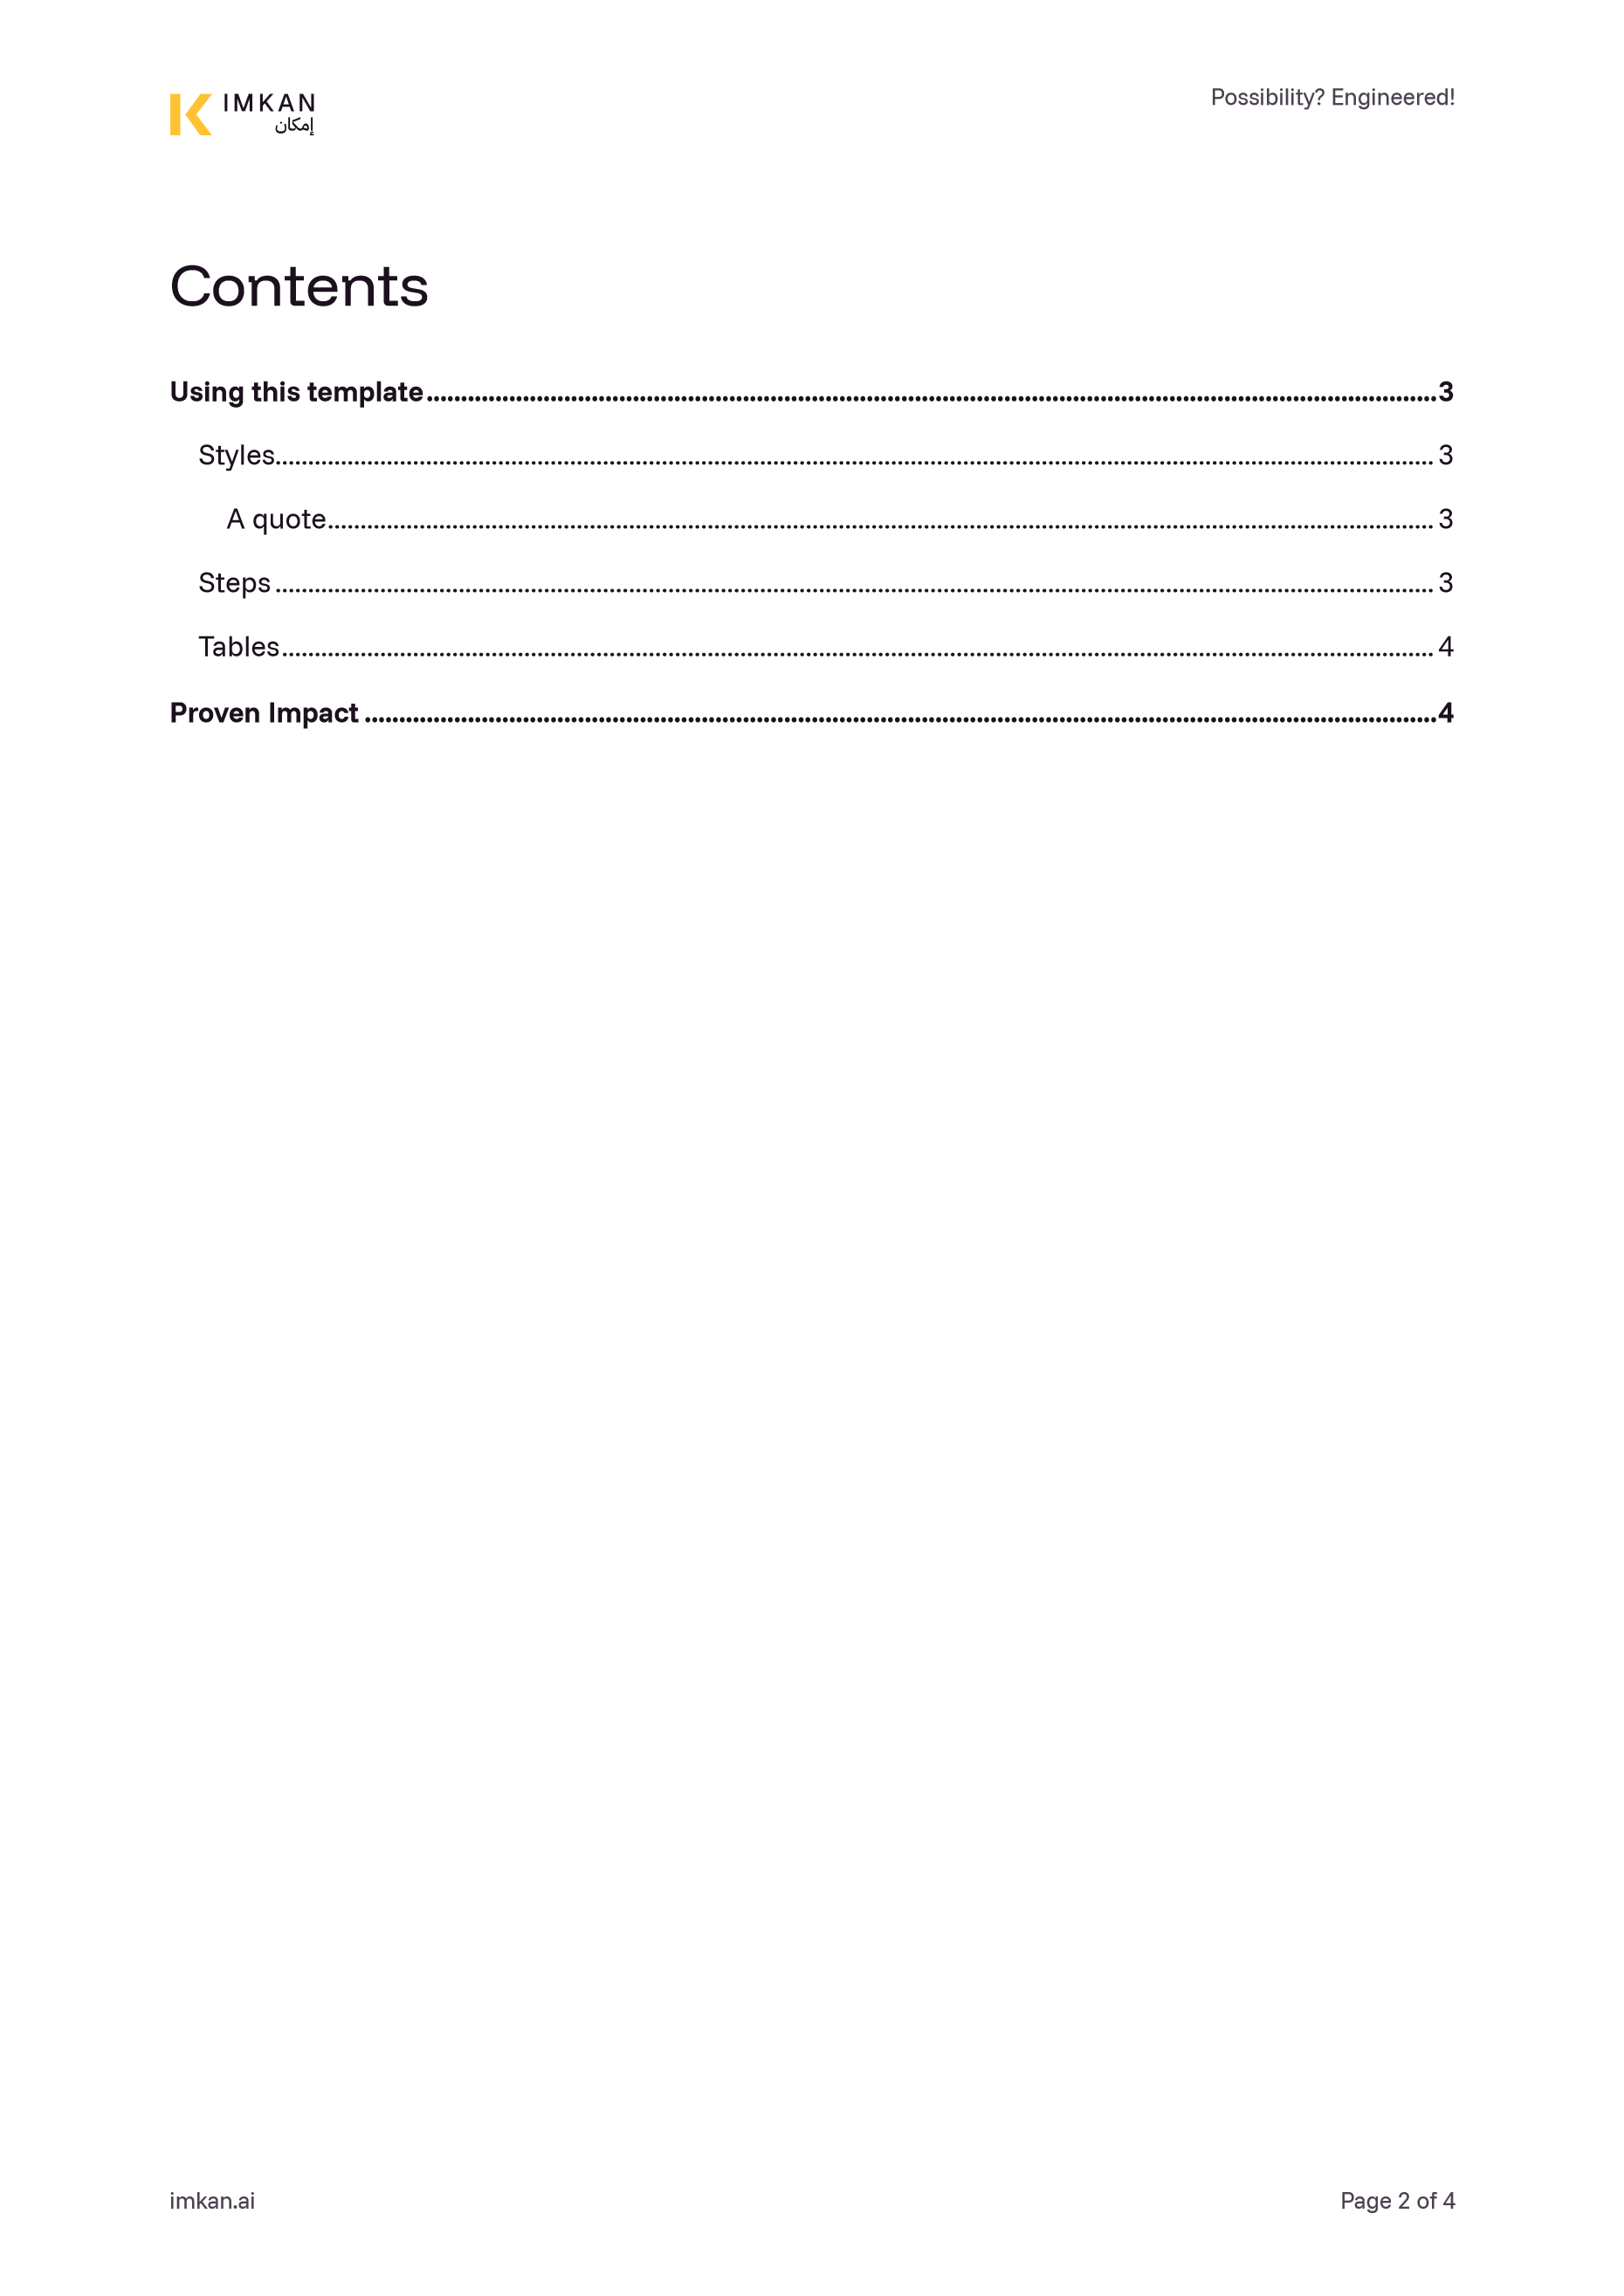 IMKAN
إمكان
Possibility? Engineered!
Contents
Using this template 3
Styles 3
A quote 3
Steps 3
Tables 4
Proven Impact 4
imkan.ai
Page 2 of 4